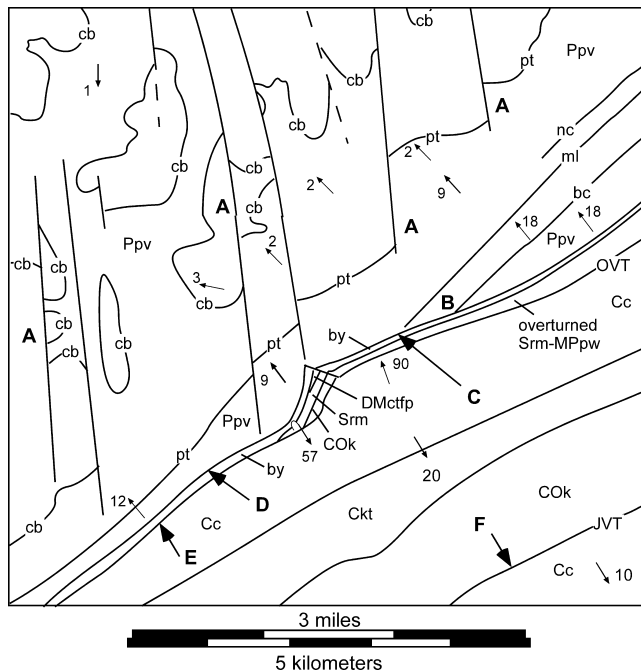 cb
cb
cb
pt
Ppv
1
A
nc
cb
pt
ml
cb
cb
2
bc
cb
2
9
18
18
A
cb
A
Ppv
Ppv
2
OVT
cb
cb
3
pt
B
Cc
A
cb
cb
by
overturned
Srm-MPpw
cb
pt
90
9
DMctfp
C
Ppv
Srm
COk
pt
57
by
20
12
D
COk
cb
Cc
Ckt
F
JVT
E
Cc
10
3 miles
5 kilometers